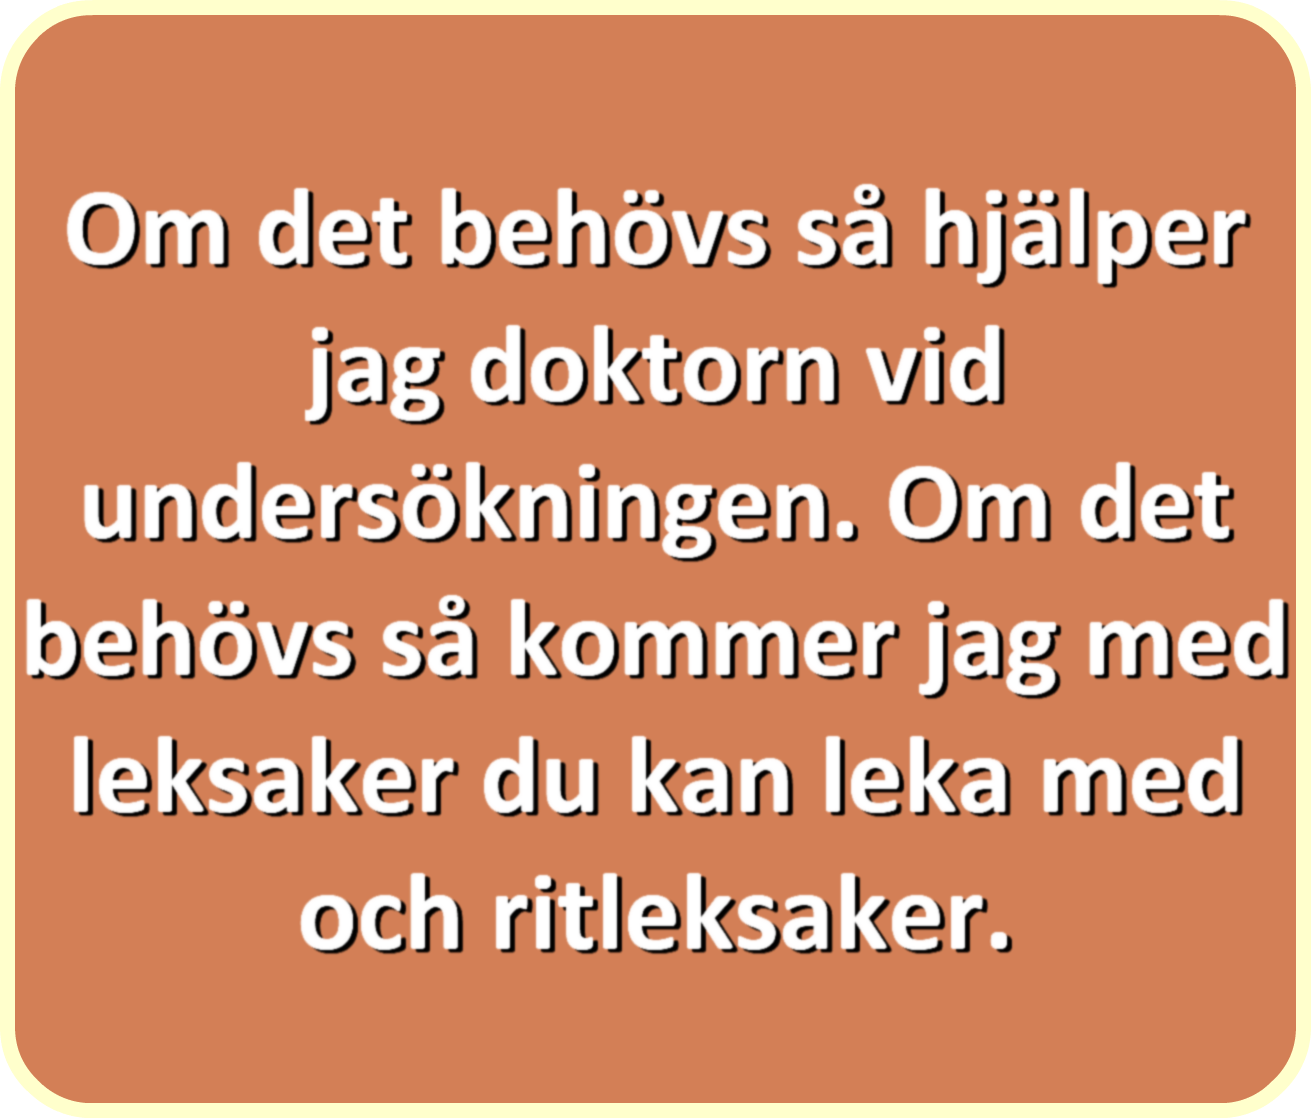 Om det behövs så hjälper
jag doktorn vid
undersökningen. Om det
behövs så kommer jag med
leksaker du kan leka med
och ritleksaker.